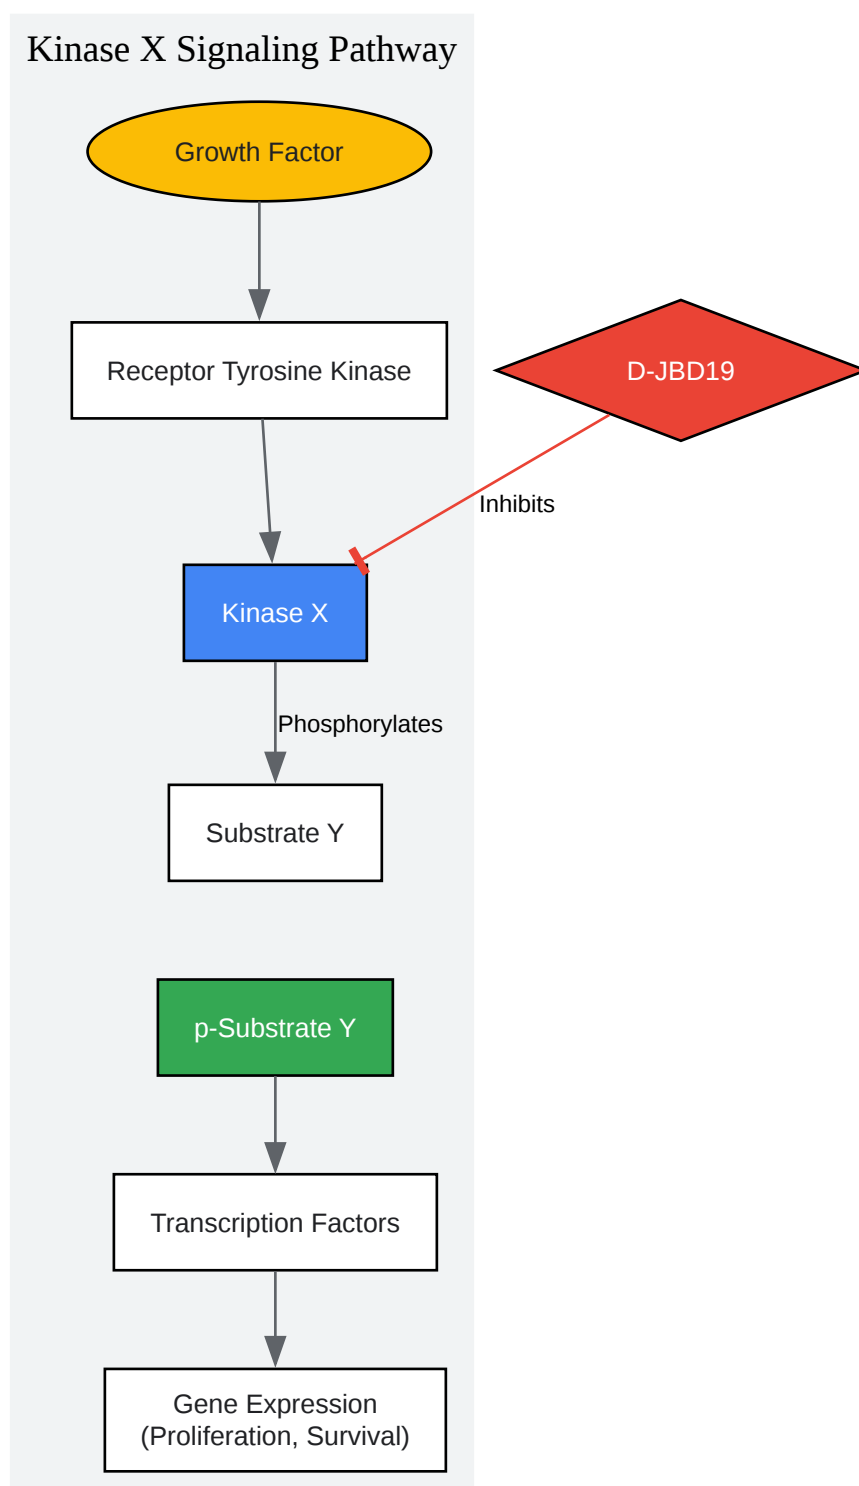 Kinase X Signaling Pathway
Growth Factor
Receptor Tyrosine Kinase
D-JBD19
Inhibits
Kinase X
Phosphorylates
Substrate Y
p-Substrate Y
Transcription Factors
Gene Expression
(Proliferation, Survival)